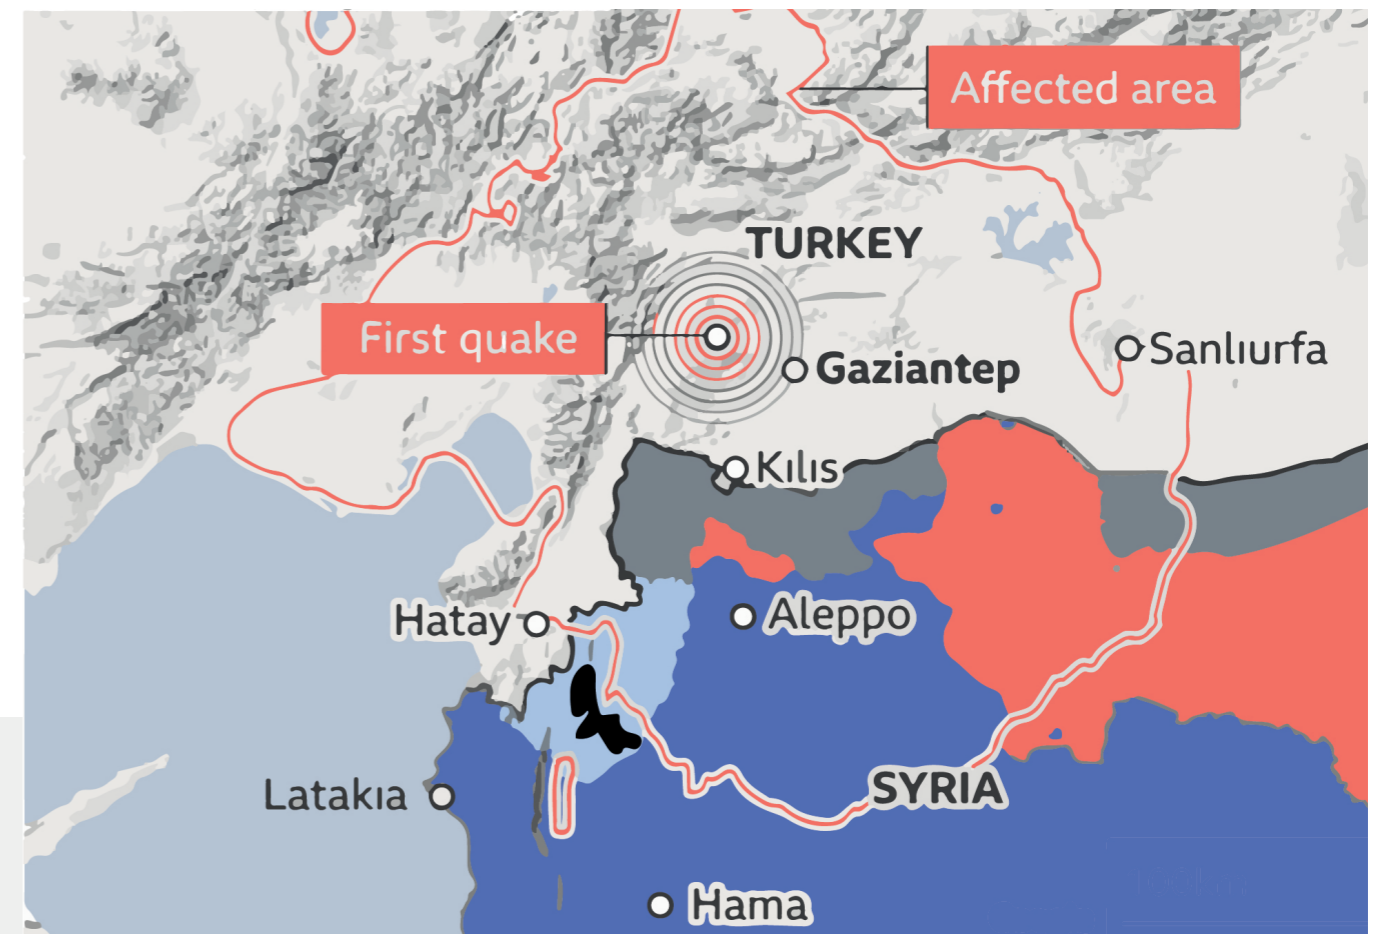 Affected area
TURKEY
First quake
Sanlıurfa
Gaziantep
Kılıs
Hatay
Aleppo
Latakıa
SYRIA
Hama